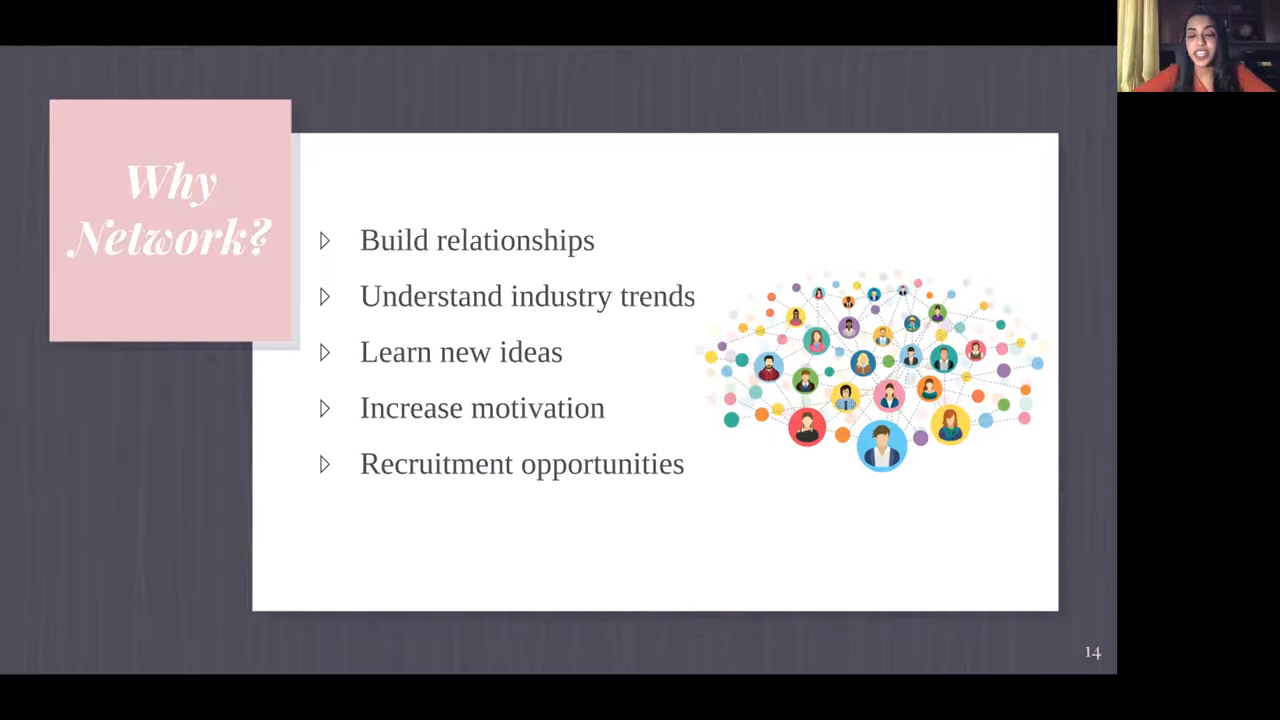 Why
Network?
Build relationships
Understand industry trends
Learn new ideas
Increase motivation
Recruitment opportunities
14